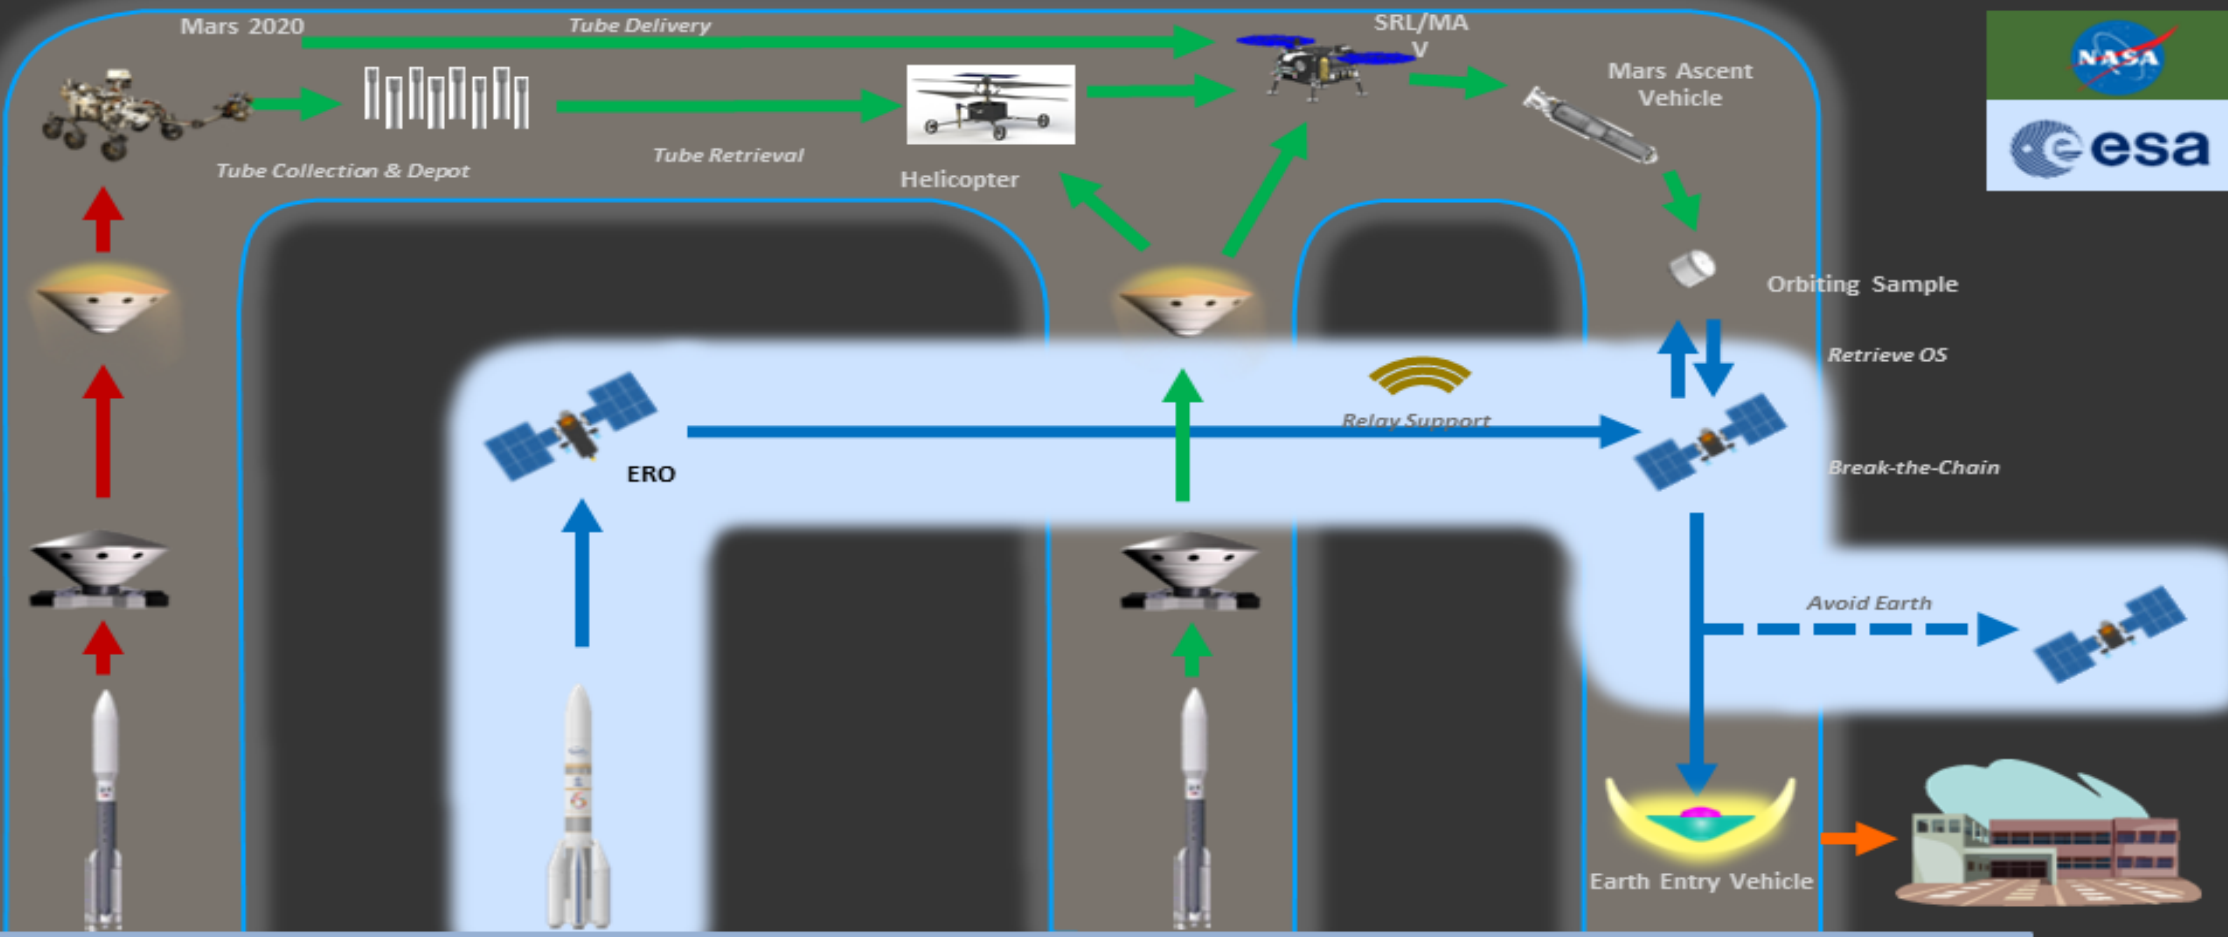 Mars 2020
Tube Delivery
SRL/MA
V
Mars Ascent
Vehicle
NASA
esa
Tube Collection & Depot
Tube Retrieval
Helicopter
Orbiting Sample
Retrieve OS
Relay Support
ERO
Break-the-Chain
Avoid Earth
6
Earth Entry Vehicle